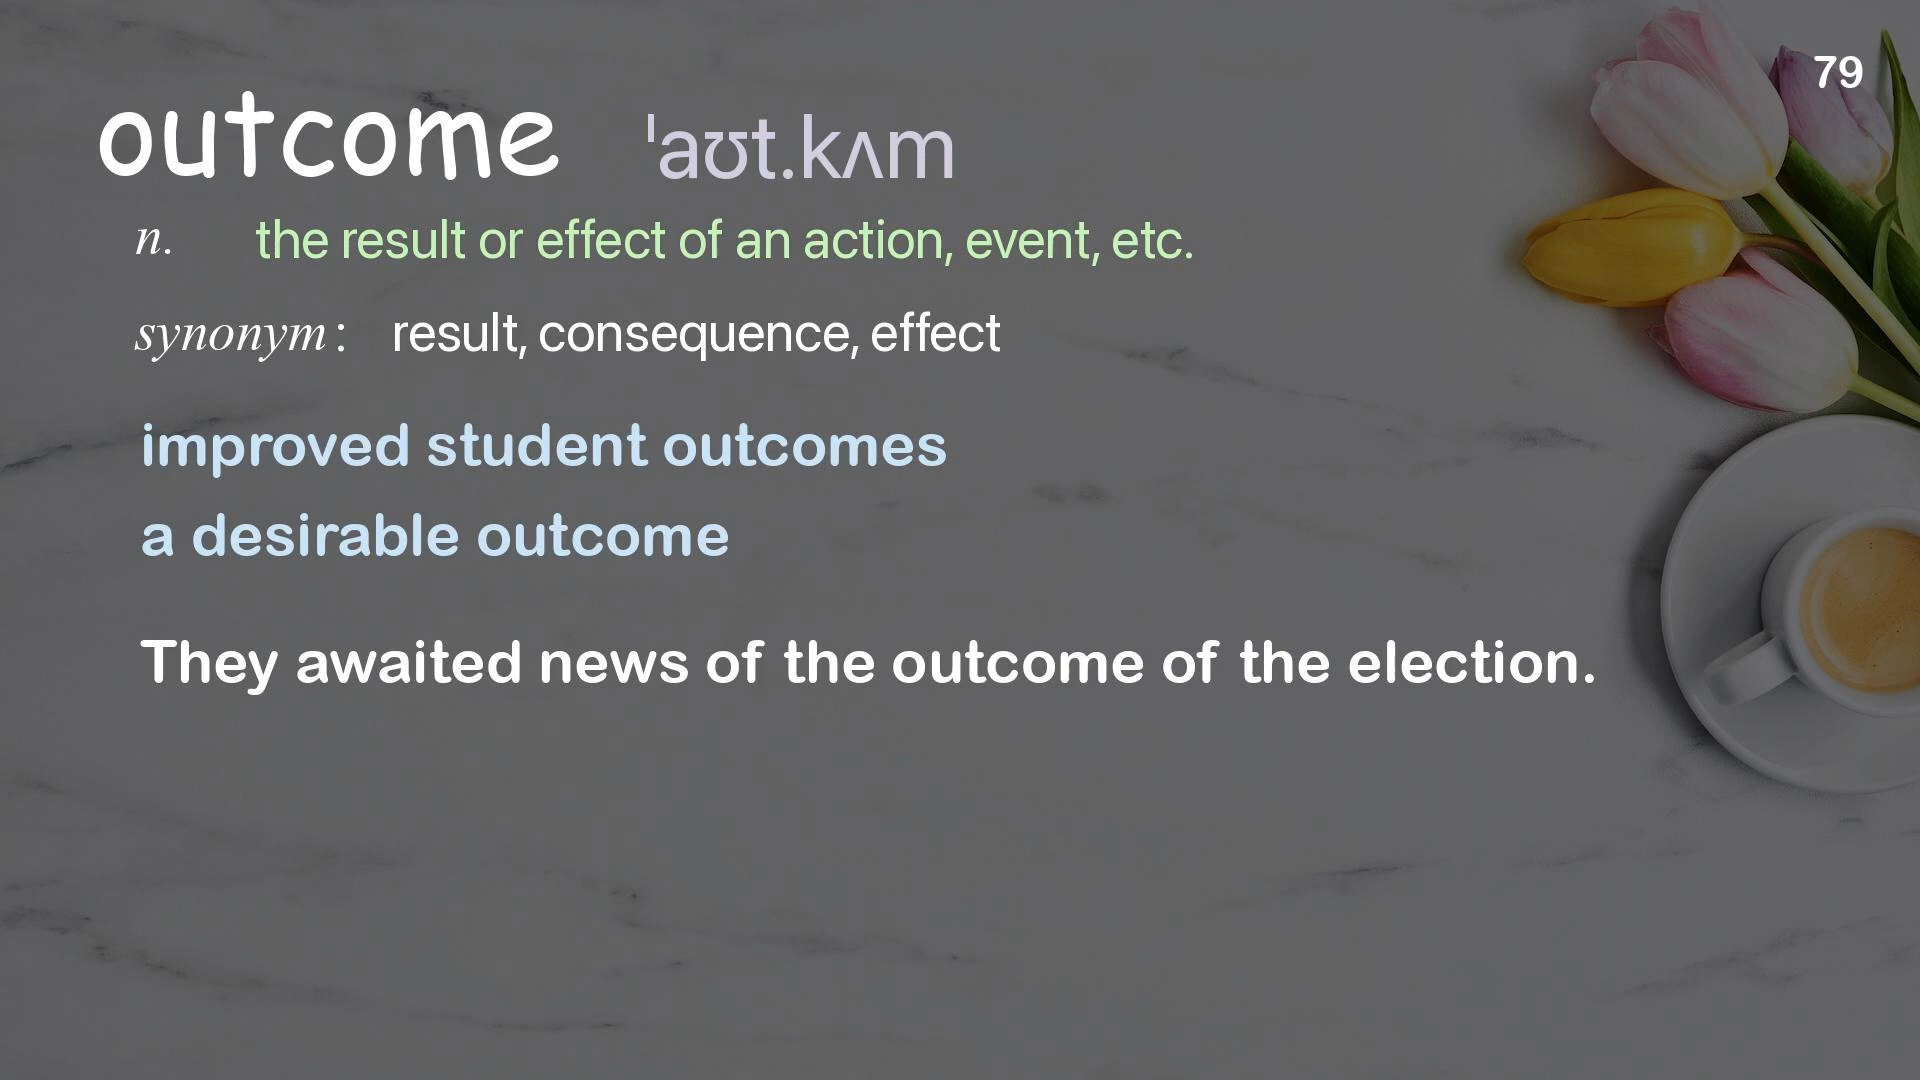 79
outcome ˈaʊt.kʌm
n. the result or effect of an action, event, etc.
synonym: result, consequence, effect
improved student outcomes
a desirable outcome
They awaited news of the outcome of the election.